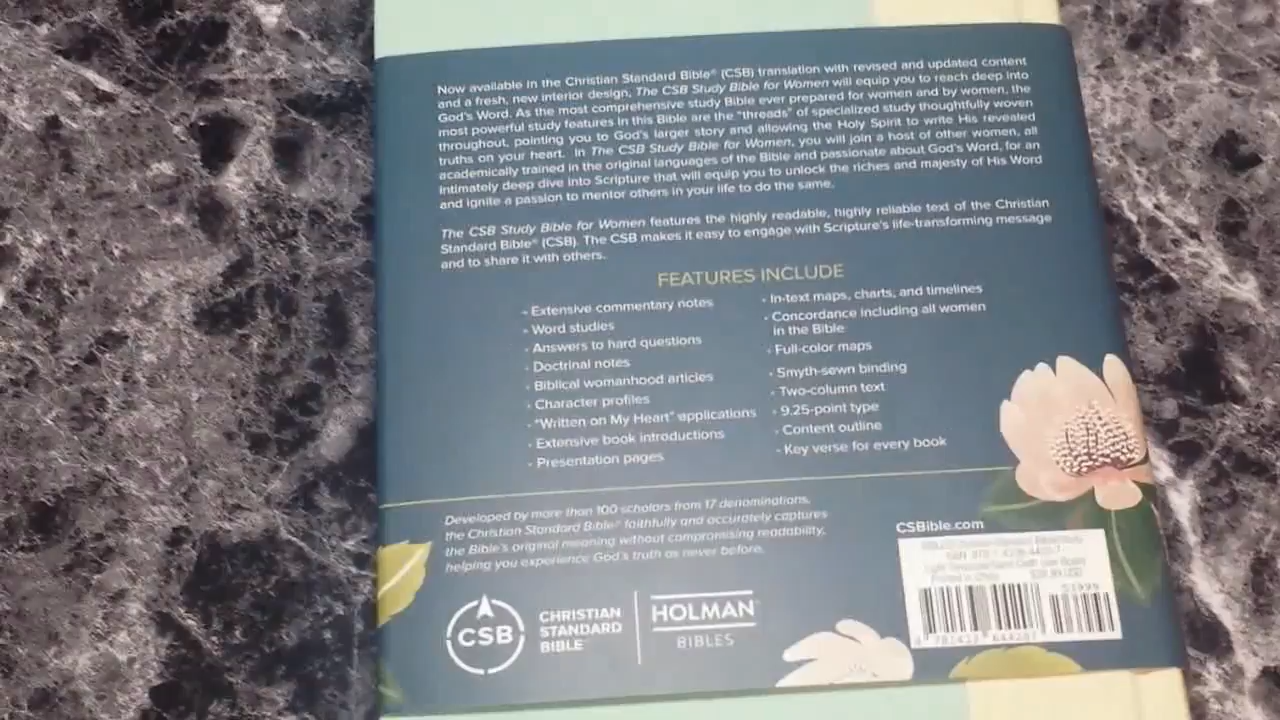 Now available in the Christian Standard Bible® (CSB) translation with revised and updated content
and a fresh, new interior design, The CSB Study Bible for Women will equip you to reach deep into
God's Word. As the most comprehensive study Bible ever prepared for women and by women, the
most powerful study features in this Bible are the "threads" of specialized study thoughtfully woven
throughout, pointing you to God's larger story and allowing the Holy Spirit to write His revealed
truths on your heart. In The CSB Study Bible for Women, you will join a host of other women, all
academically trained in the original languages of the Bible and passionate about God's Word, for an
intimately deep dive into Scripture that will equip you to unlock the riches and majesty of His Word
and ignite a passion to mentor others in your life to do the same.
The CSB Study Bible for Women features the highly readable, highly reliable text of the Christian
Standard Bible® (CSB). The CSB makes it easy to engage with Scripture's life-transforming message
and to share it with others.
FEATURES INCLUDE
• Extensive commentary notes
• Word studies
• Answers to hard questions
• Doctrinal notes
• Biblical womanhood articles
• Character profiles
• "Written on My Heart" applications
• Extensive book introductions
• Presentation pages
• In-text maps, charts, and timelines
• Concordance including all women
in the Bible
• Full-color maps
• Smyth-sewn binding
• Two-column text
• 9.25-point type
• Content outline
• Key verse for every book
Developed by more than 100 scholars from 17 denominations,
the Christian Standard Bible® faithfully and accurately captures
the Bible's original meaning without compromising readability,
helping you experience God's truth as never before.
CSB
CHRISTIAN
STANDARD
BIBLE
HOLMAN
BIBLES
CSBible.com
Printed in China